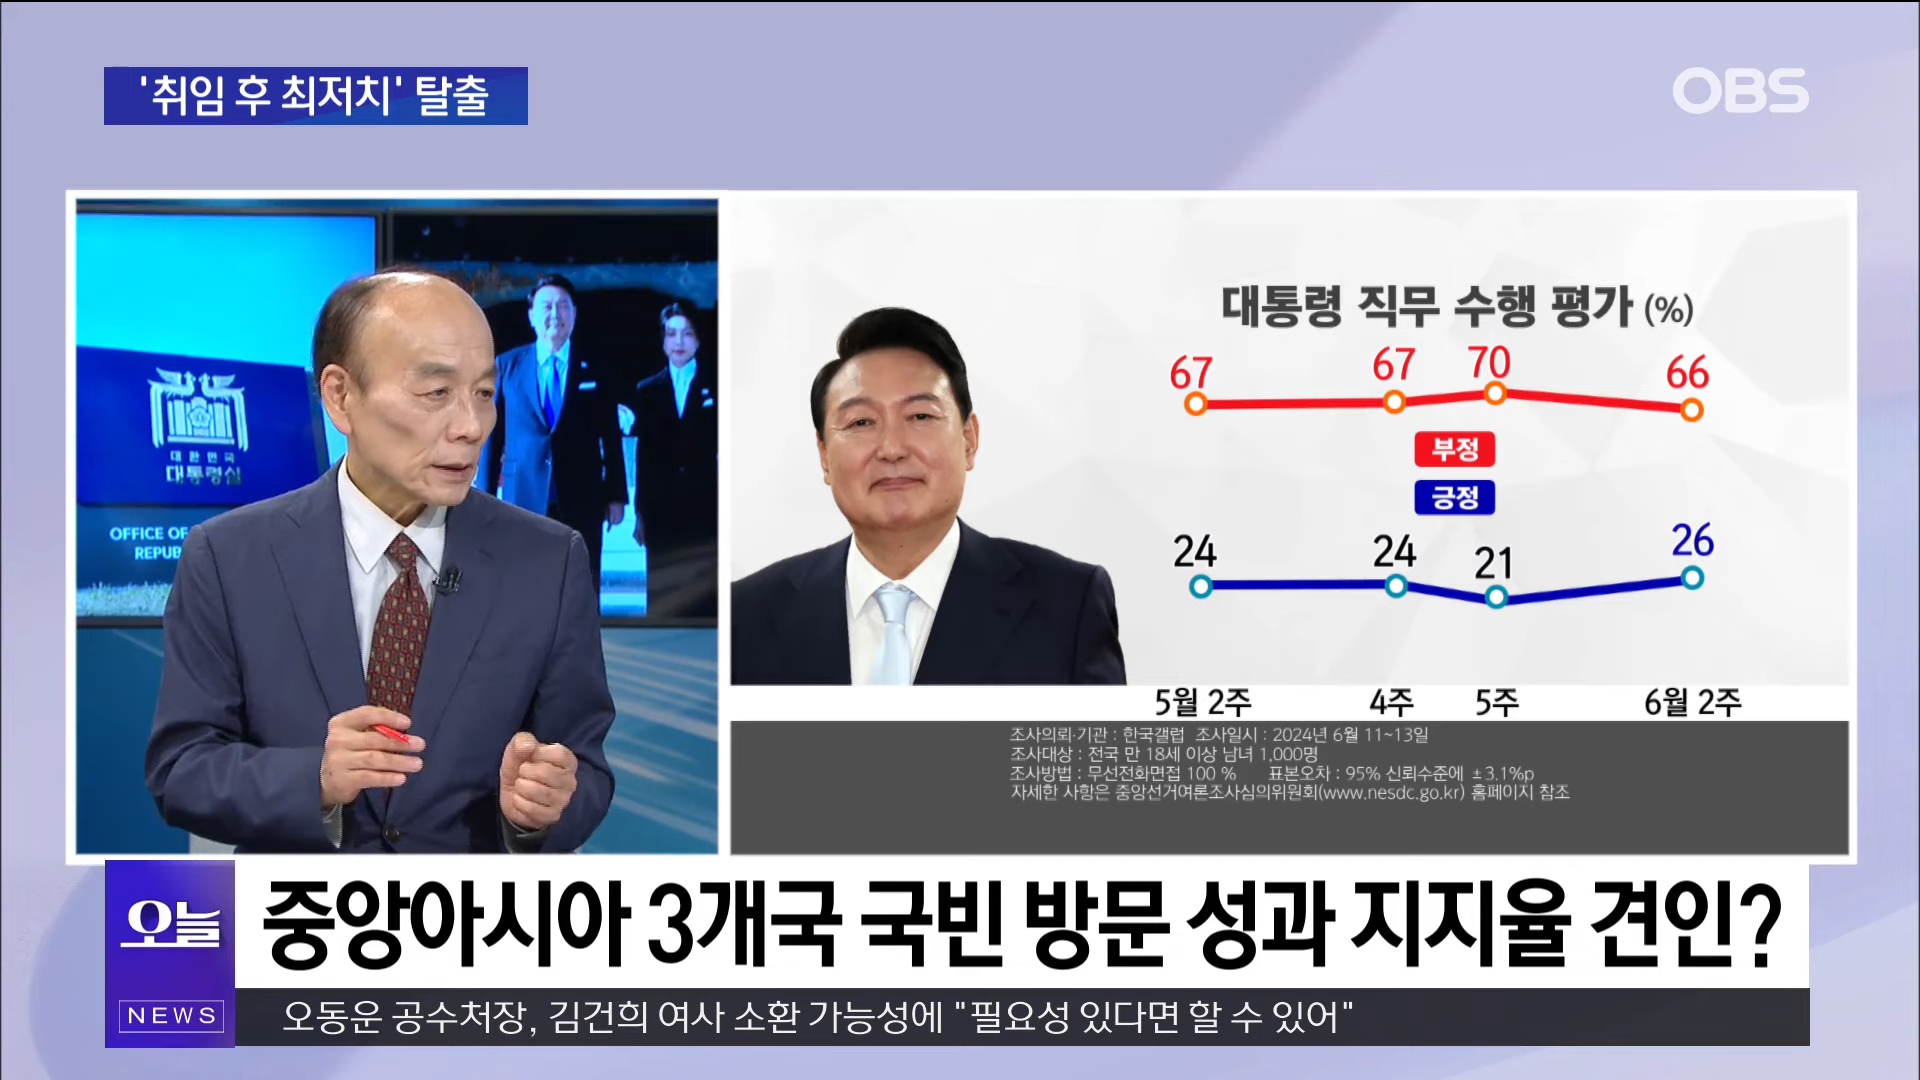 '취임 후 최저치' 탈출
OBS
대한민국
대통령실
OFFICE OF
REPUB
대통령 직무 수행 평가 (%)
67 67 70 66
부정
긍정
24 24 21 26
5월 2주 4주 5주 6월 2주
조사의뢰·기관 : 한국갤럽 조사일시 : 2024년 6월 11~13일
조사대상 : 전국 만 18세 이상 남녀 1,000명
조사방법 : 무선전화면접 100 % 표본오차 : 95% 신뢰수준에 ±3.1%p
자세한 사항은 중앙선거여론조사심의위원회(www.nesdc.go.kr) 홈페이지 참조
오늘
NEWS
중앙아시아 3개국 국빈 방문 성과 지지율 견인?
오동운 공수처장, 김건희 여사 소환 가능성에 "필요성 있다면 할 수 있어"